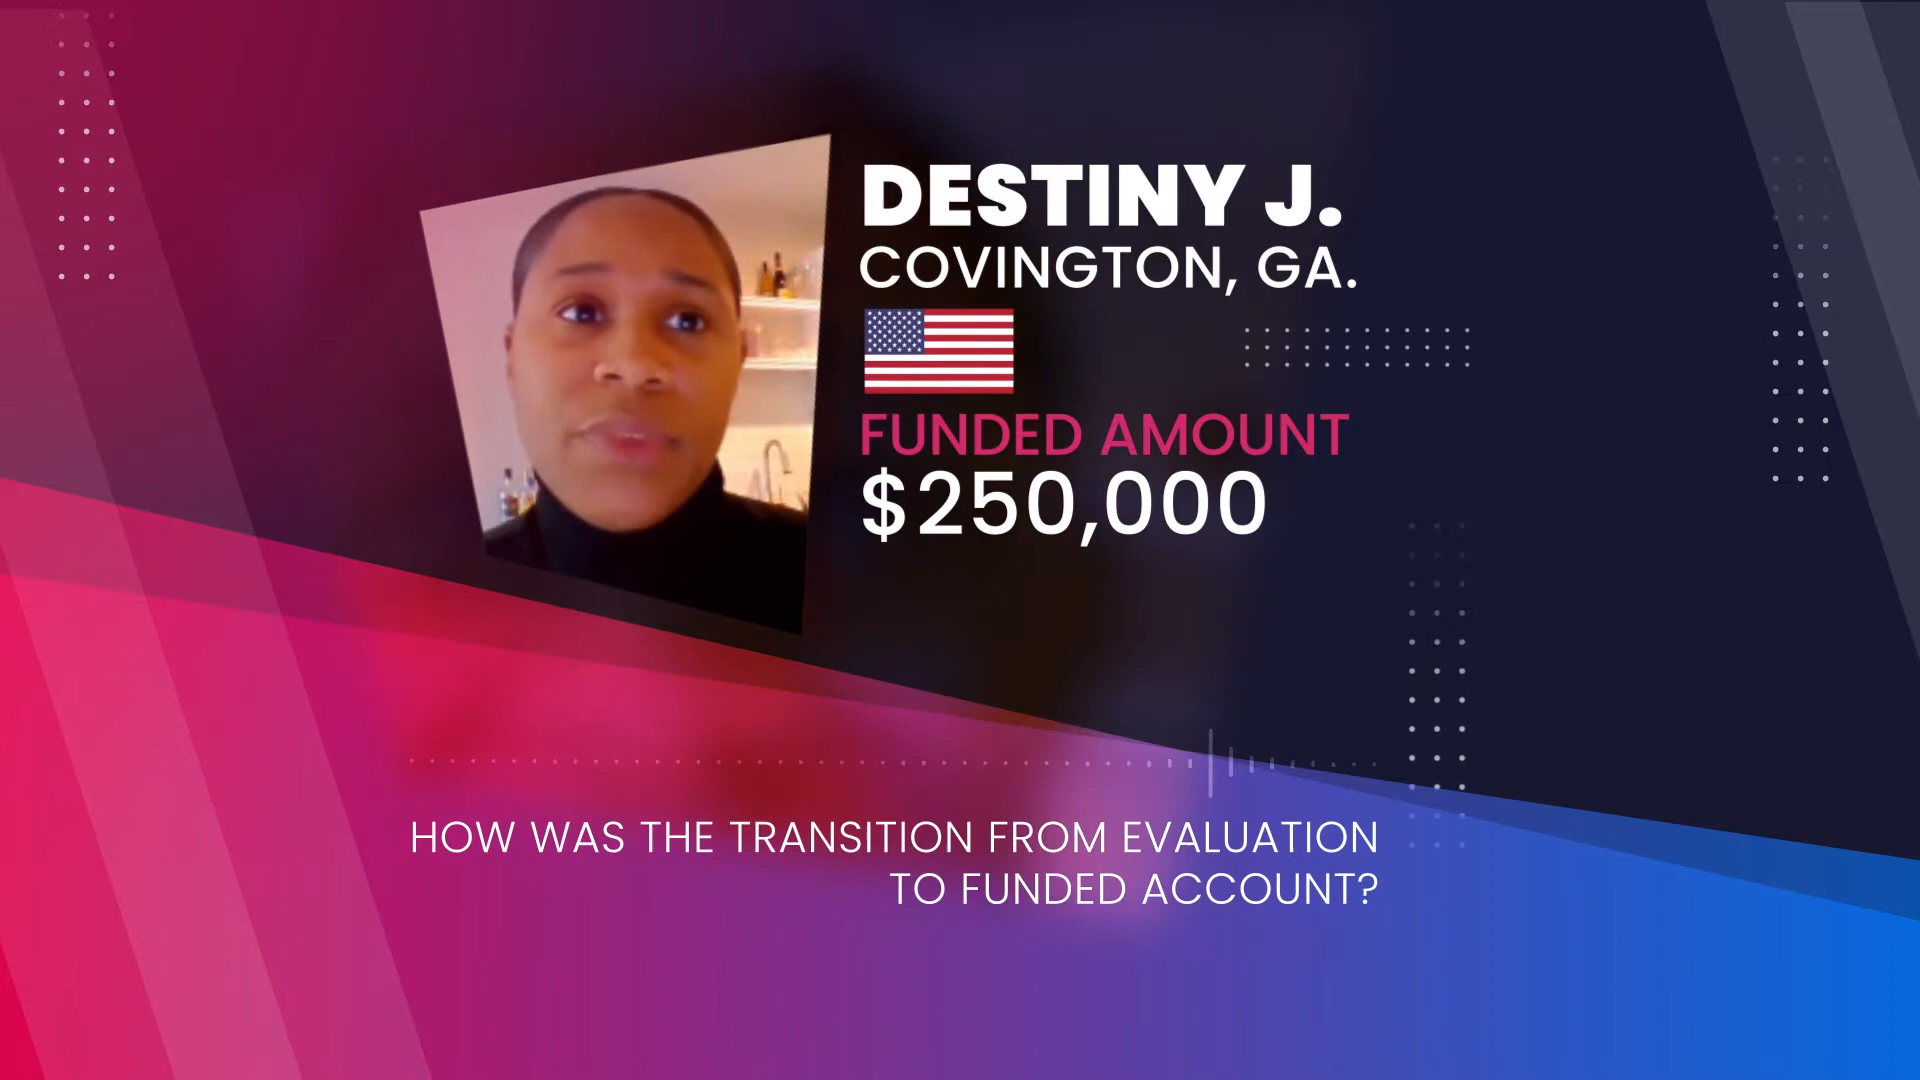 DESTINY J.
COVINGTON, GA.
FUNDED AMOUNT
$250,000
HOW WAS THE TRANSITION FROM EVALUATION
TO FUNDED ACCOUNT?